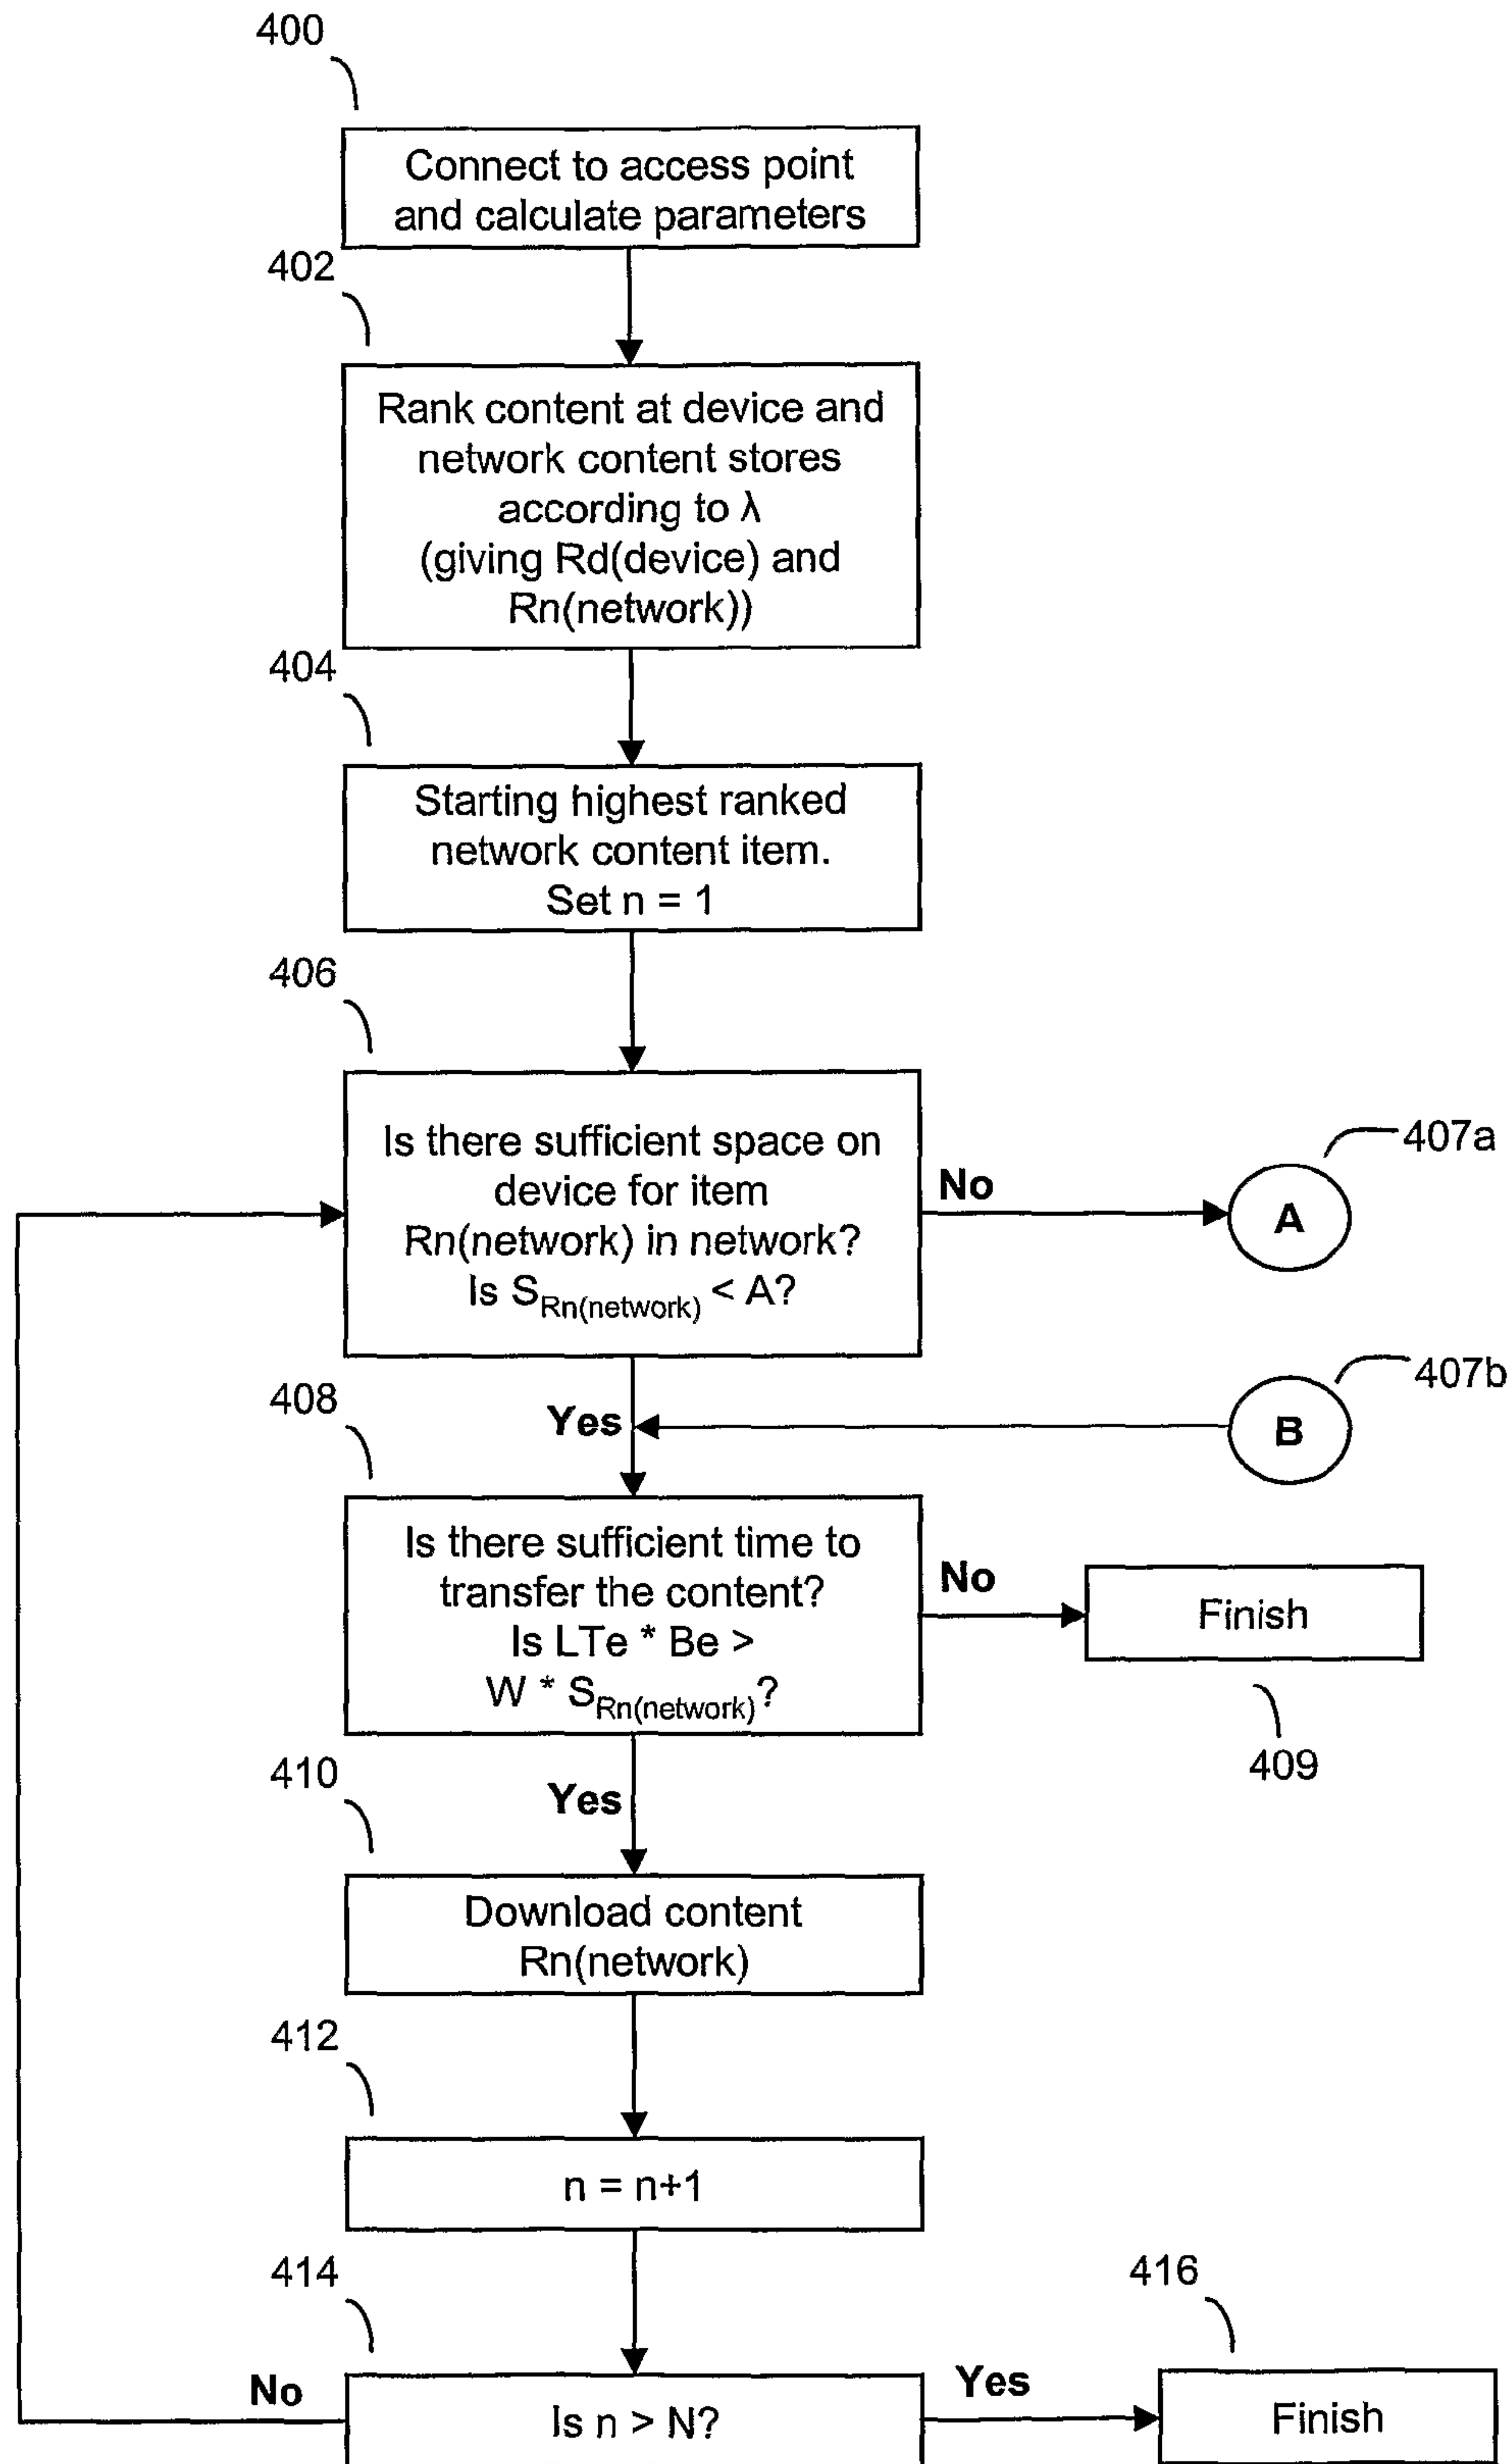 400
Connect to access point
and calculate parameters
402
Rank content at device and
network content stores
according to λ
(giving Rd(device) and
Rn(network))
404
Starting highest ranked
network content item.
Set n = 1
406
Is there sufficient space on
device for item
Rn(network) in network?
Is S_Rn(network) < A?
No
A
407a
408
Yes
B
407b
Is there sufficient time to
transfer the content?
Is LTe * Be >
W * S_Rn(network)?
No
Finish
409
410
Yes
Download content
Rn(network)
412
n = n+1
414
416
No
Is n > N?
Yes
Finish